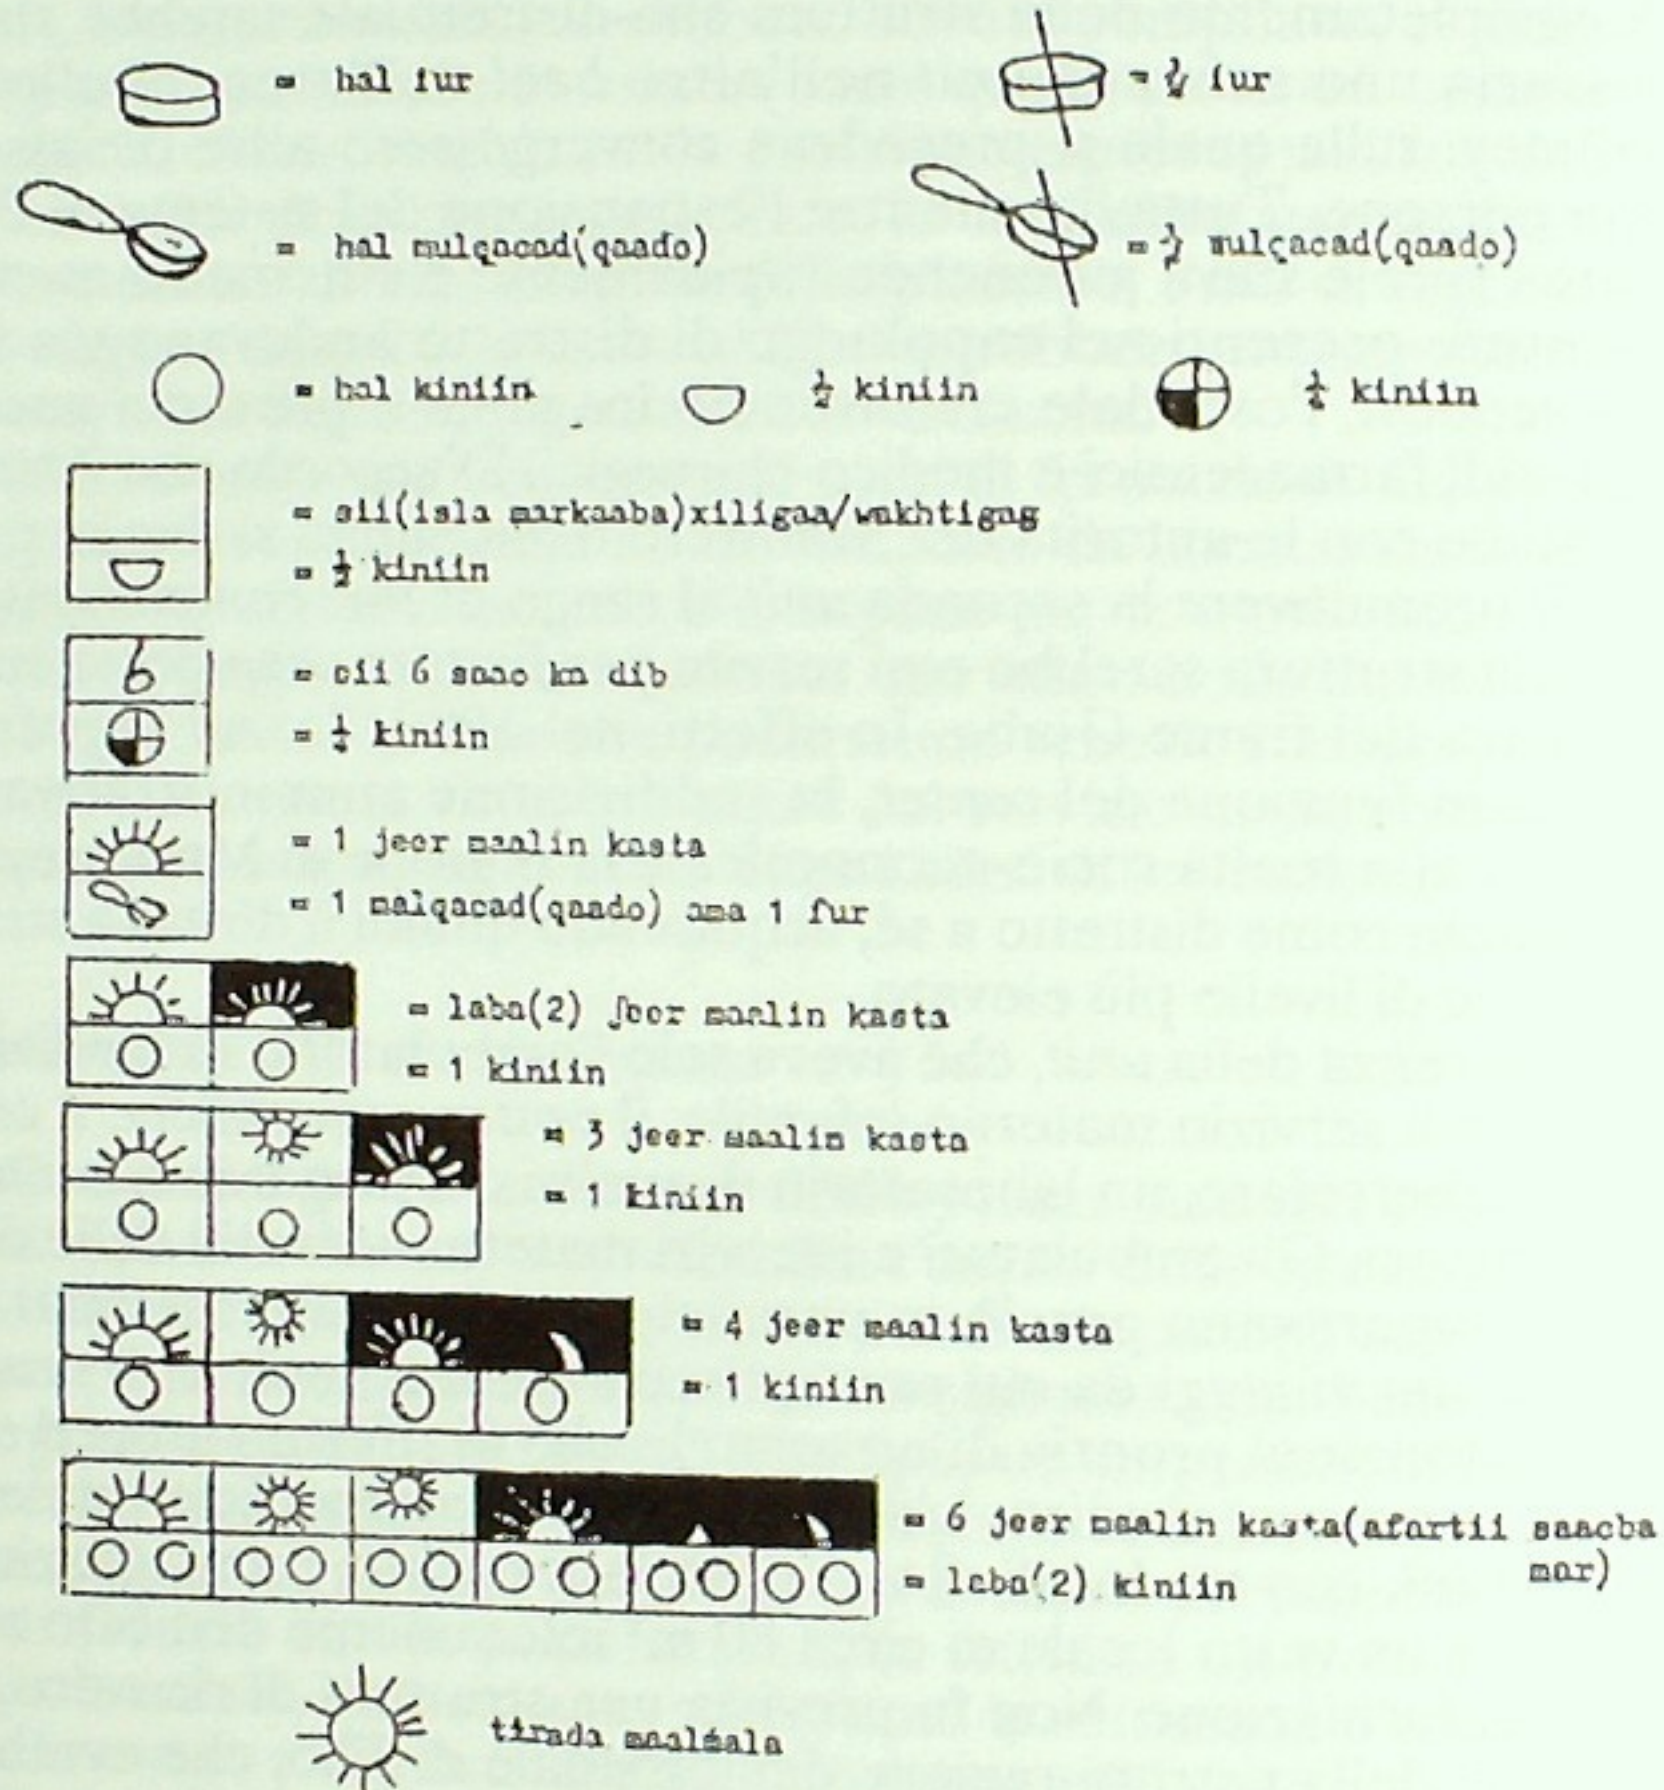 = hal fur
= ½ fur
= hal mulqacad(qaado)
= ½ mulqacad(qaado)
= hal kiniin
½ kiniin
¼ kiniin
= sii(isla markaaba)xiligaa/wakhtigag
= ½ kiniin
6
= sii 6 saac ka dib
= ¼ kiniin
= 1 jeer maalin kasta
= 1 malqacad(qaado) ama 1 fur
= laba(2) jeer maalin kasta
= 1 kiniin
= 3 jeer maalin kasta
= 1 kiniin
= 4 jeer maalin kasta
= 1 kiniin
= 6 jeer maalin kasta(afartii saacba
mar)
= laba(2) kiniin
tirada